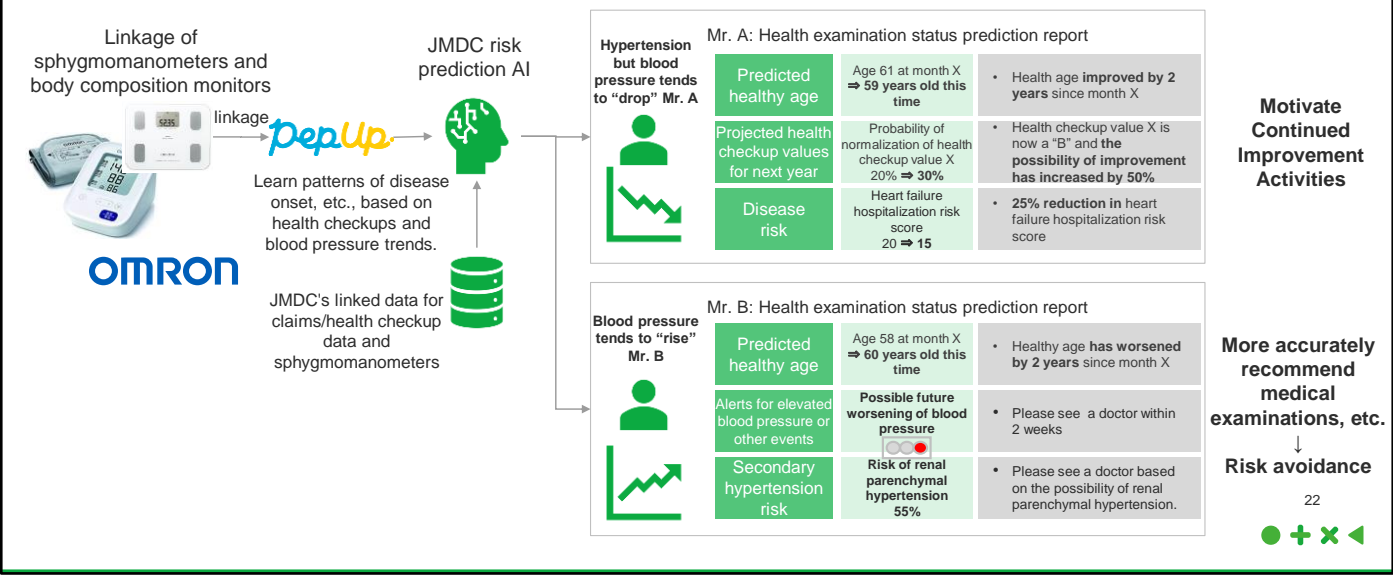 Linkage of
sphygmomanometers and
body composition monitors
linkage
PepUp
OMRON
Learn patterns of disease
onset, etc., based on
health checkups and
blood pressure trends.
JMDC risk
prediction AI
JMDC's linked data for
claims/health checkup
data and
sphygmomanometers
Hypertension
but blood
pressure tends
to “drop” Mr. A
Mr. A: Health examination status prediction report
Predicted
healthy age
Age 61 at month X
⇒ 59 years old this
time
• Health age improved by 2
years since month X
Projected health
checkup values
for next year
Probability of
normalization of health
checkup value X
20% ⇒ 30%
• Health checkup value X is
now a “B” and the
possibility of improvement
has increased by 50%
Disease
risk
Heart failure
hospitalization risk
score
20 ⇒ 15
• 25% reduction in heart
failure hospitalization risk
score
Motivate
Continued
Improvement
Activities
Blood pressure
tends to “rise”
Mr. B
Mr. B: Health examination status prediction report
Predicted
healthy age
Age 58 at month X
⇒ 60 years old this
time
• Healthy age has worsened
by 2 years since month X
Alerts for elevated
blood pressure or
other events
Possible future
worsening of blood
pressure
• Please see a doctor within
2 weeks
Secondary
hypertension
risk
Risk of renal
parenchymal
hypertension
55%
• Please see a doctor based
on the possibility of renal
parenchymal hypertension.
More accurately
recommend
medical
examinations, etc.
↓
Risk avoidance
22